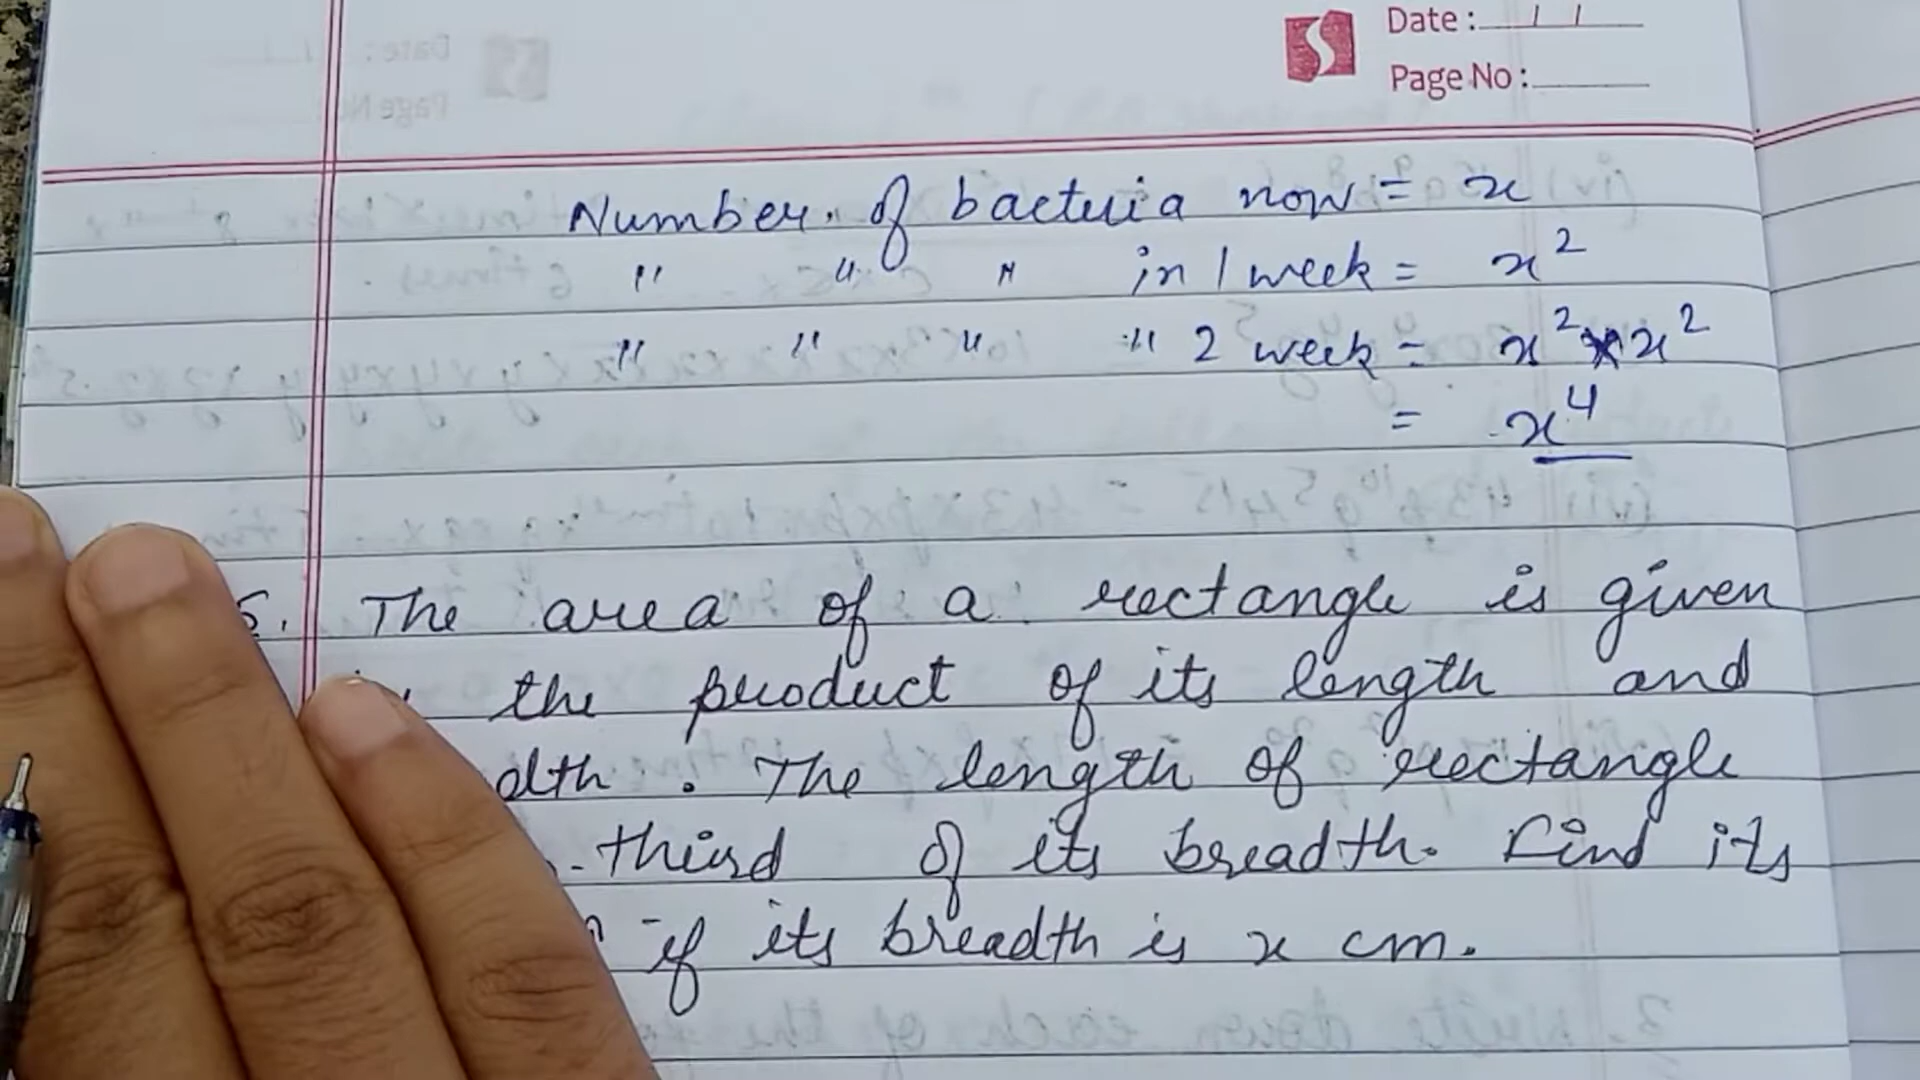 Date :
Page No :
Number of bacteria now = x
" " " in 1 week = x²
" " " " 2 week = x² × x²
= x⁴
5. The area of a rectangle is given
the product of its length and
dth. The length of rectangle
- third of its breadth. Find its
if its breadth is x cm.